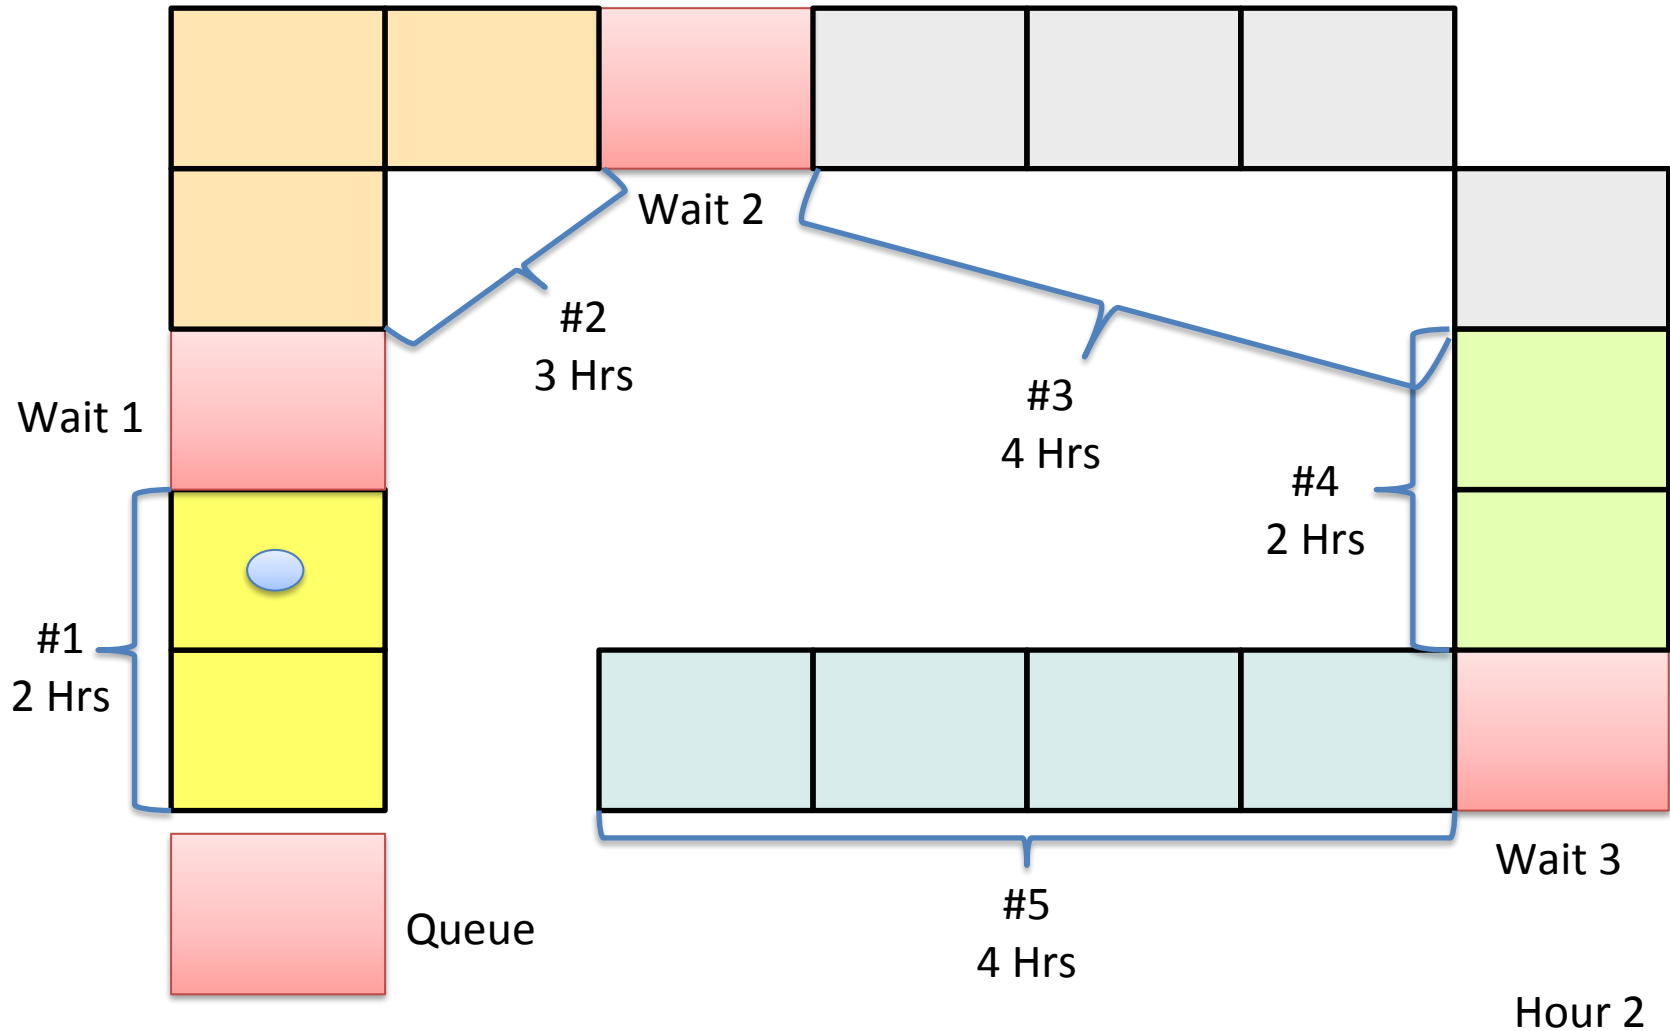 Wait 2
#2
3 Hrs
#3
4 Hrs
Wait 1
#4
2 Hrs
#1
2 Hrs
Wait 3
#5
4 Hrs
Queue
Hour 2